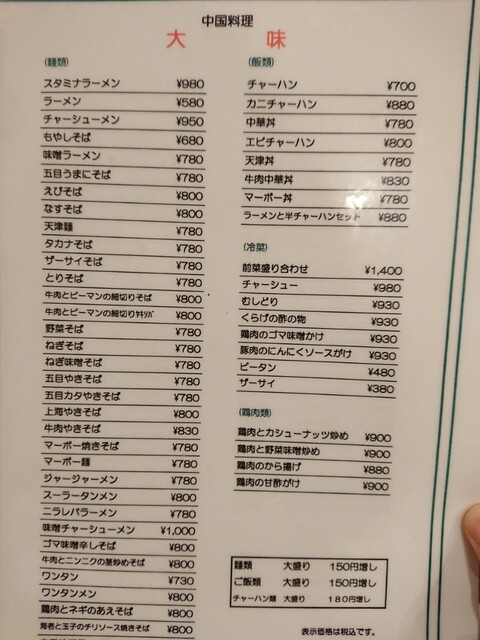 中国料理
大 味
(麺類)
スタミナラーメン ¥980
ラーメン ¥580
チャーシューメン ¥950
もやしそば ¥680
味噌ラーメン ¥780
五目うまにそば ¥780
えびそば ¥800
なすそば ¥800
天津麺 ¥780
タカナそば ¥780
ザーサイそば ¥780
とりそば ¥780
牛肉とピーマンの細切りそば ¥800
牛肉とピーマンの細切りﾔｷｿﾊﾞ ¥800
野菜そば ¥780
ねぎそば ¥780
ねぎ味噌そば ¥780
五目やきそば ¥780
五目カタやきそば ¥780
上海やきそば ¥800
牛肉やきそば ¥830
マーボー焼きそば ¥780
マーボー麺 ¥780
ジャージャーメン ¥780
スーラータンメン ¥800
ニラレバラーメン ¥780
味噌チャーシューメン ¥1,000
ゴマ味噌辛しそば ¥800
牛肉とニンニクの茎炒めそば ¥800
ワンタン ¥730
ワンタンメン ¥800
鶏肉とネギのあえそば ¥800
海老と玉子のチリソース焼きそば ¥800
(飯類)
チャーハン ¥700
カニチャーハン ¥880
中華丼 ¥780
エビチャーハン ¥800
天津丼 ¥780
牛肉中華丼 ¥830
マーボー丼 ¥780
ラーメンと半チャーハンセット ¥880
(冷菜)
前菜盛り合わせ ¥1,400
チャーシュー ¥980
むしどり ¥930
くらげの酢の物 ¥930
鶏肉のゴマ味噌かけ ¥930
豚肉のにんにくソースがけ ¥930
ピータン ¥480
ザーサイ ¥380
(鶏肉類)
鶏肉とカシューナッツ炒め ¥900
鶏肉と野菜味噌炒め ¥900
鶏肉のから揚げ ¥880
鶏肉の甘酢がけ ¥900
麺類 大盛り 150円増し
ご飯類 大盛り 150円増し
チャーハン類 大盛り 180円増し
表示価格は税込です。